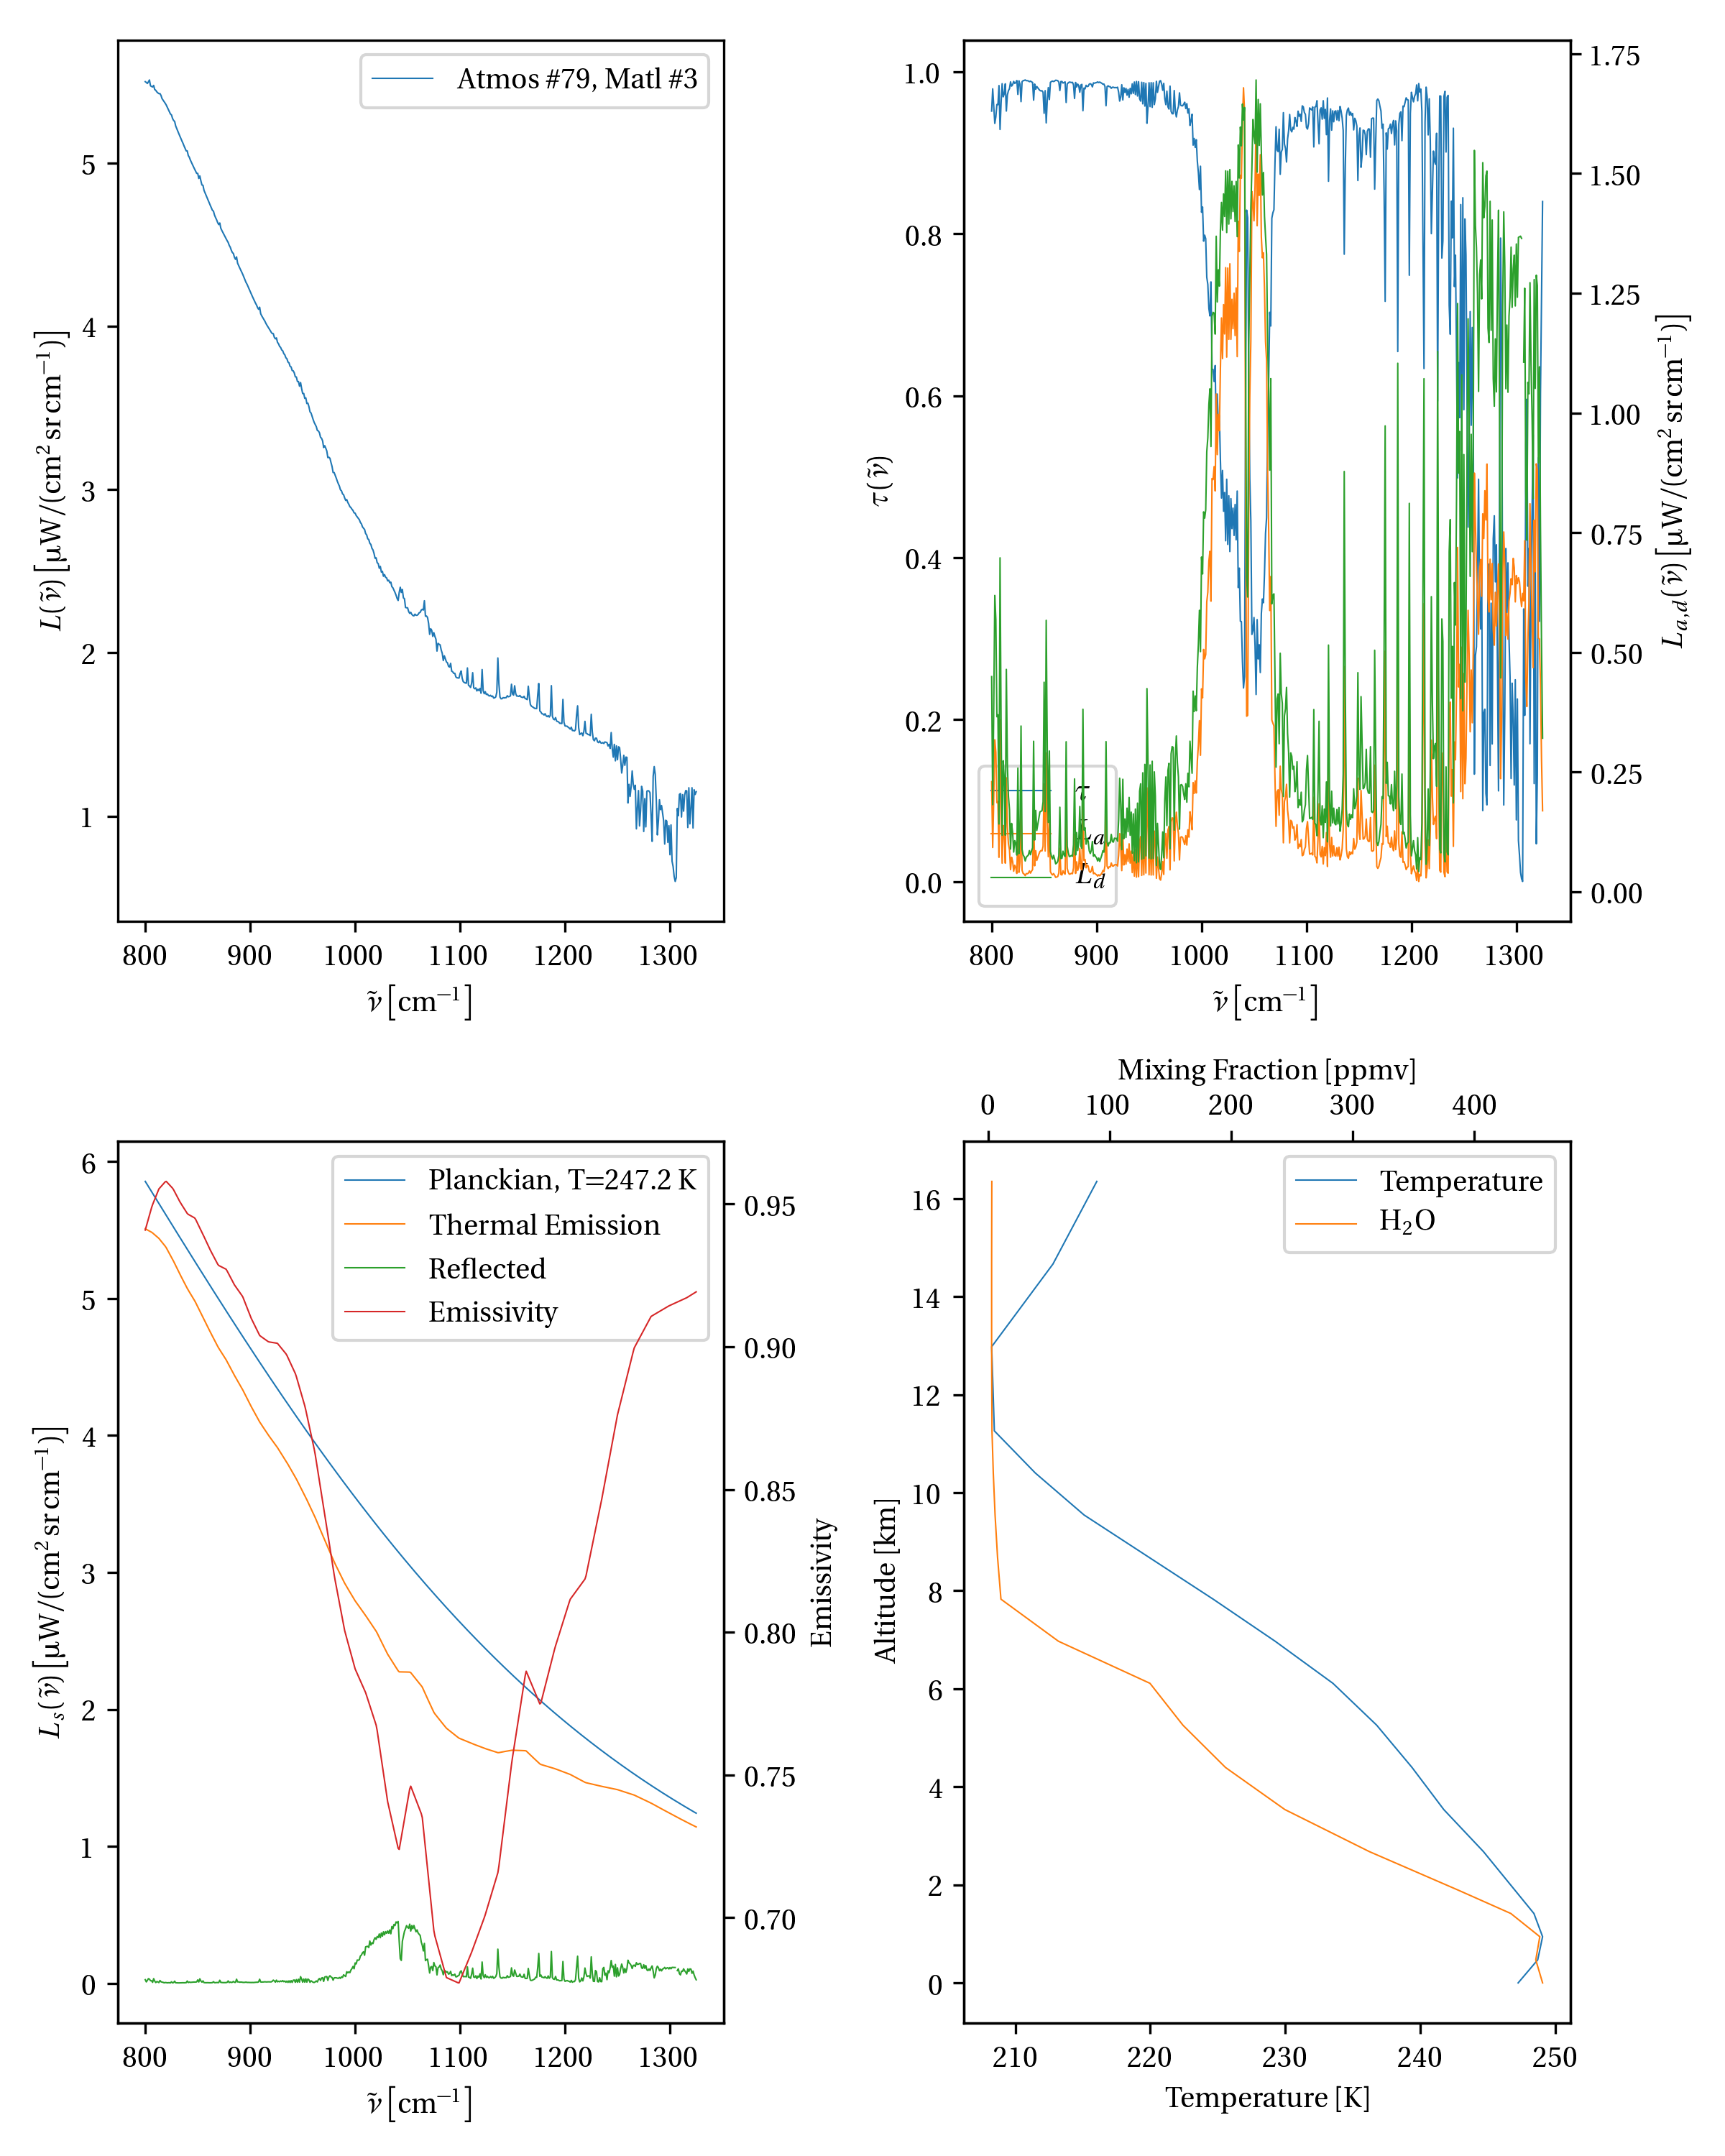 Atmos #79, Matl #3
5
4
3
2
1
L(ν̃) [µW/(cm² sr cm⁻¹)]
800 900 1000 1100 1200 1300
ν̃ [cm⁻¹]
1.0
0.8
0.6
0.4
0.2
0.0
τ(ν̃)
1.75
1.50
1.25
1.00
0.75
0.50
0.25
0.00
L_{a,d}(ν̃) [µW/(cm² sr cm⁻¹)]
τ
L_a
L_d
800 900 1000 1100 1200 1300
ν̃ [cm⁻¹]
6
5
4
3
2
1
0
L_s(ν̃) [µW/(cm² sr cm⁻¹)]
Planckian, T=247.2 K
Thermal Emission
Reflected
Emissivity
0.95
0.90
0.85
0.80
0.75
0.70
Emissivity
800 900 1000 1100 1200 1300
ν̃ [cm⁻¹]
Mixing Fraction [ppmv]
0 100 200 300 400
Temperature
H₂O
16
14
12
10
8
6
4
2
0
Altitude [km]
210 220 230 240 250
Temperature [K]